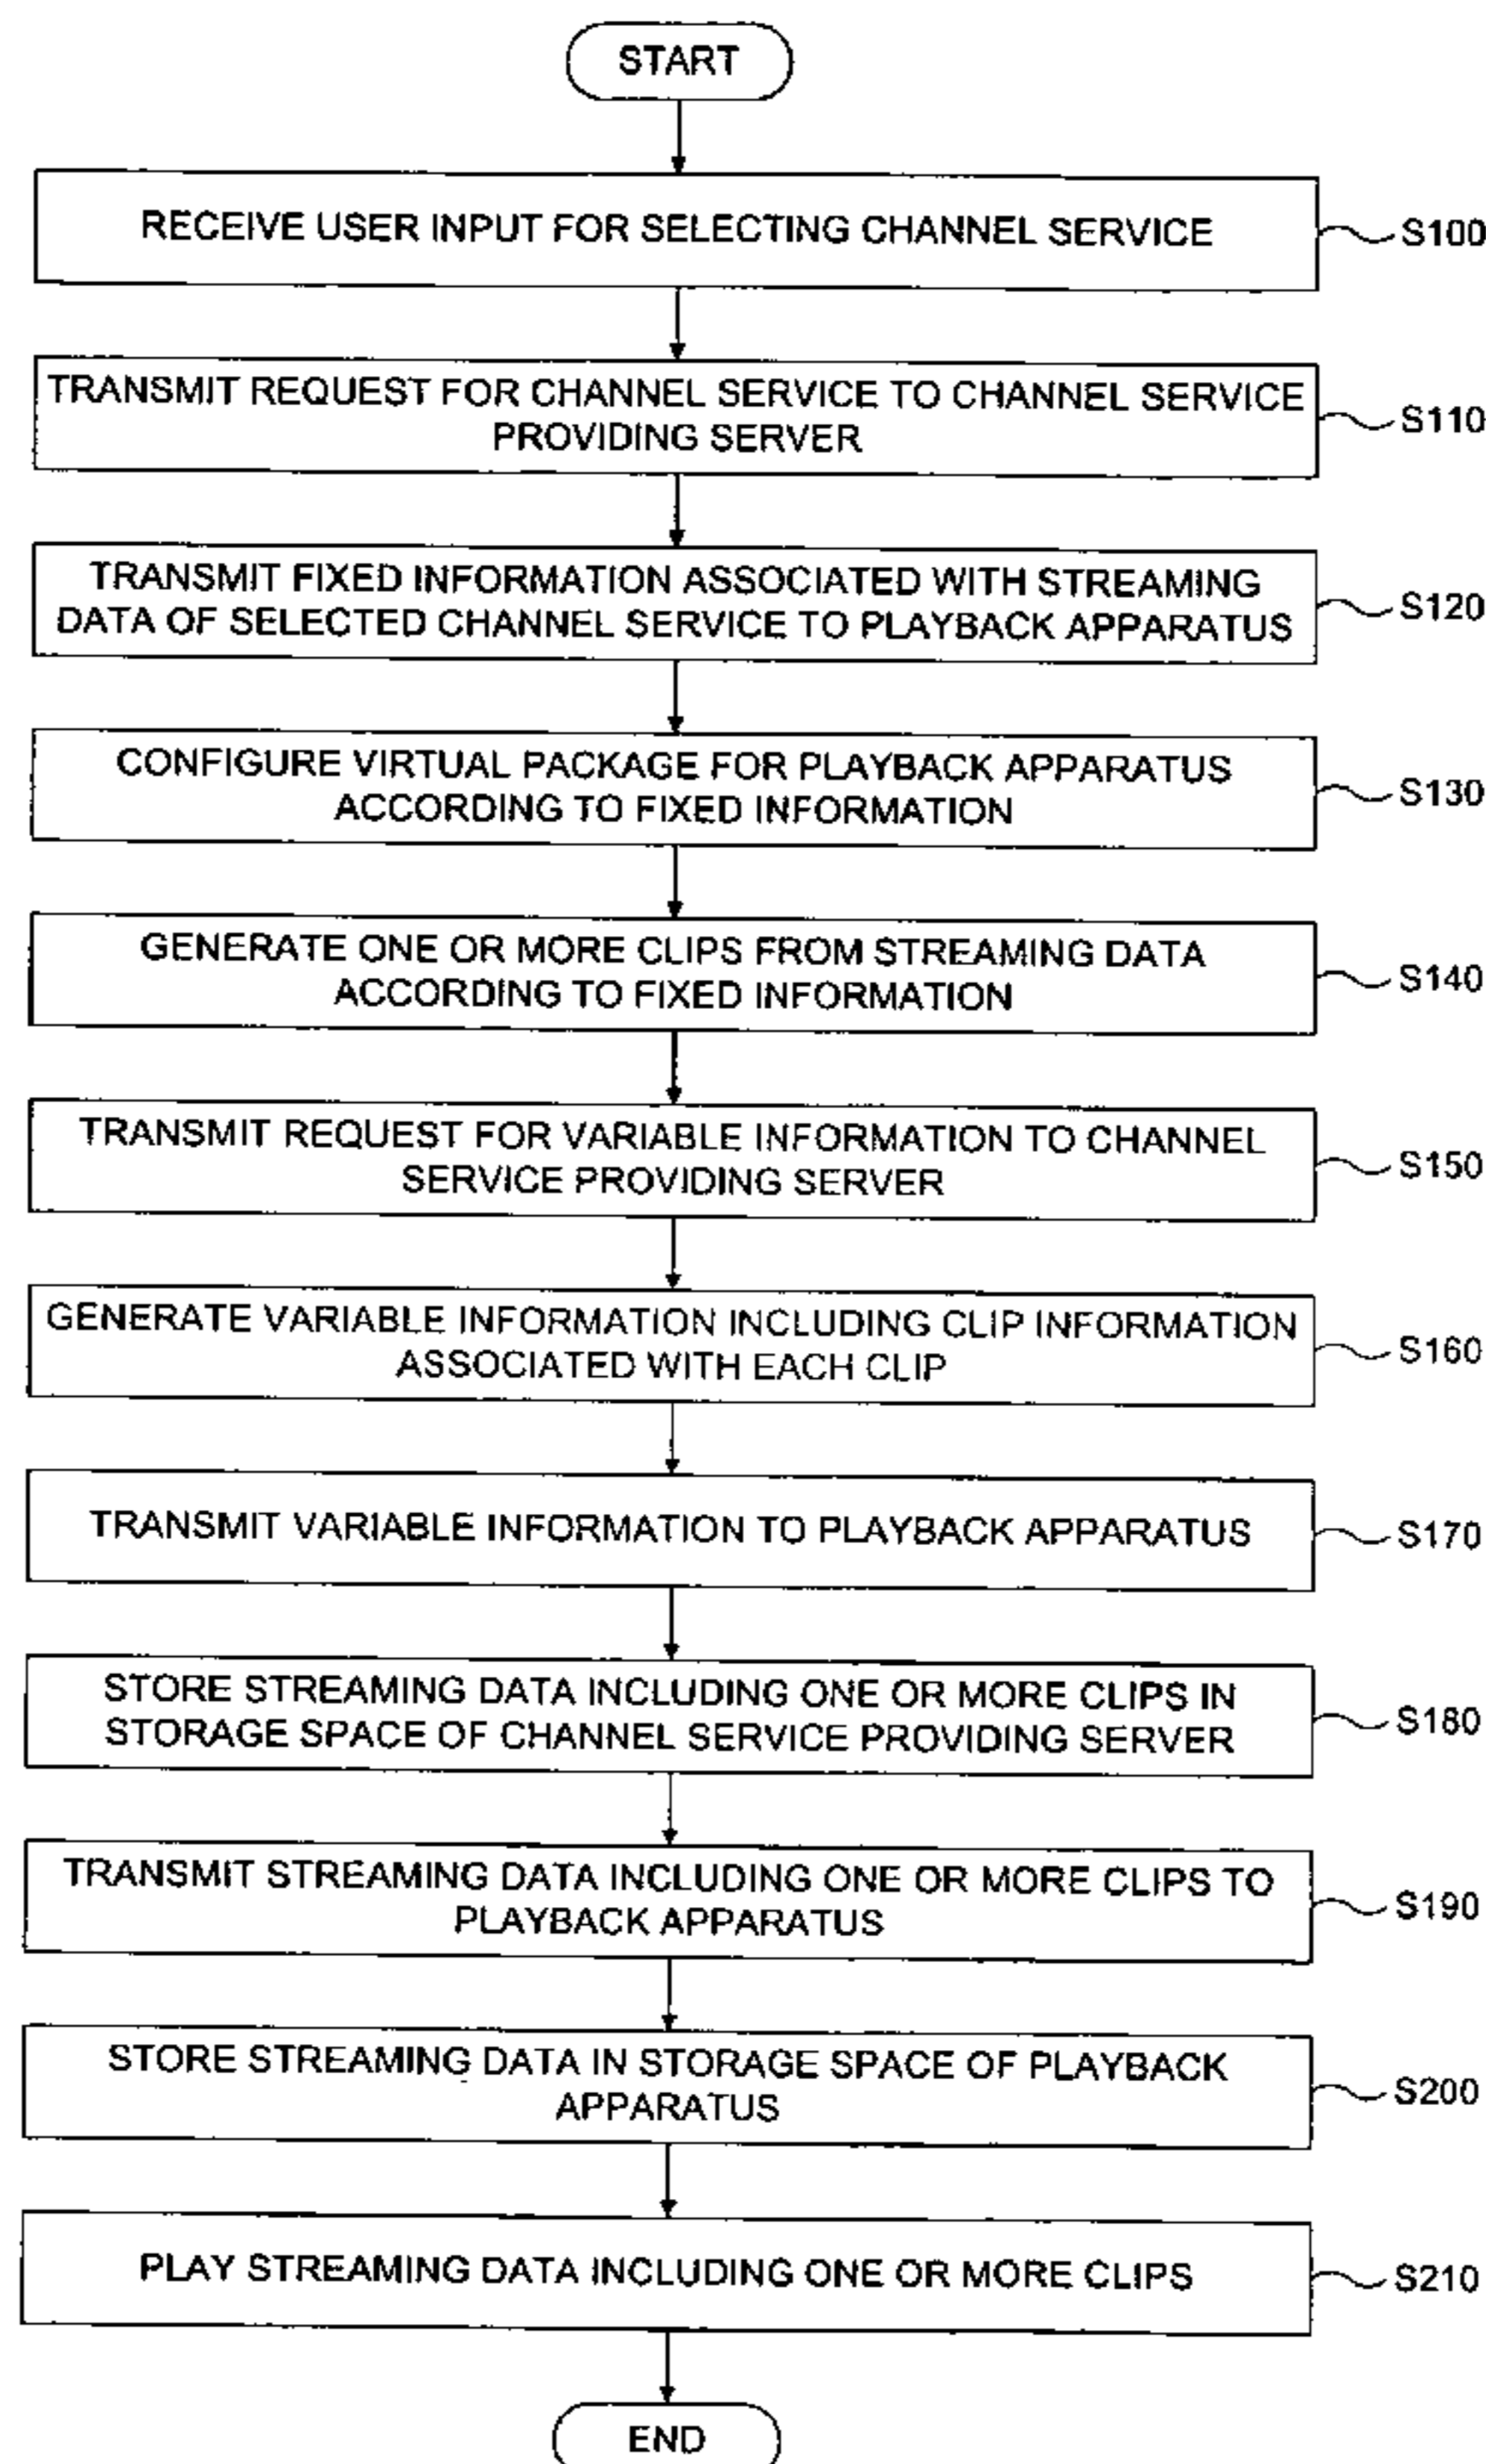 START
RECEIVE USER INPUT FOR SELECTING CHANNEL SERVICE
S100
TRANSMIT REQUEST FOR CHANNEL SERVICE TO CHANNEL SERVICE
PROVIDING SERVER
S110
TRANSMIT FIXED INFORMATION ASSOCIATED WITH STREAMING
DATA OF SELECTED CHANNEL SERVICE TO PLAYBACK APPARATUS
S120
CONFIGURE VIRTUAL PACKAGE FOR PLAYBACK APPARATUS
ACCORDING TO FIXED INFORMATION
S130
GENERATE ONE OR MORE CLIPS FROM STREAMING DATA
ACCORDING TO FIXED INFORMATION
S140
TRANSMIT REQUEST FOR VARIABLE INFORMATION TO CHANNEL
SERVICE PROVIDING SERVER
S150
GENERATE VARIABLE INFORMATION INCLUDING CLIP INFORMATION
ASSOCIATED WITH EACH CLIP
S160
TRANSMIT VARIABLE INFORMATION TO PLAYBACK APPARATUS
S170
STORE STREAMING DATA INCLUDING ONE OR MORE CLIPS IN
STORAGE SPACE OF CHANNEL SERVICE PROVIDING SERVER
S180
TRANSMIT STREAMING DATA INCLUDING ONE OR MORE CLIPS TO
PLAYBACK APPARATUS
S190
STORE STREAMING DATA IN STORAGE SPACE OF PLAYBACK
APPARATUS
S200
PLAY STREAMING DATA INCLUDING ONE OR MORE CLIPS
S210
END